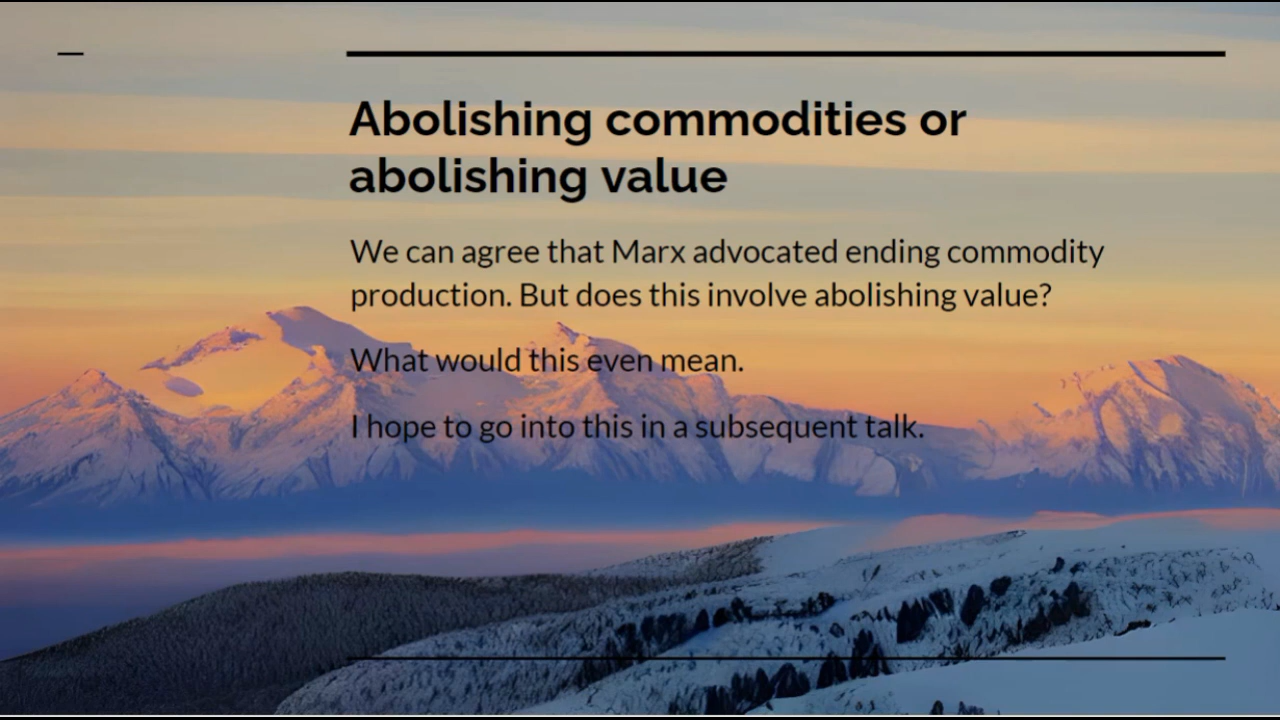 Abolishing commodities or
abolishing value
We can agree that Marx advocated ending commodity
production. But does this involve abolishing value?
What would this even mean.
I hope to go into this in a subsequent talk.